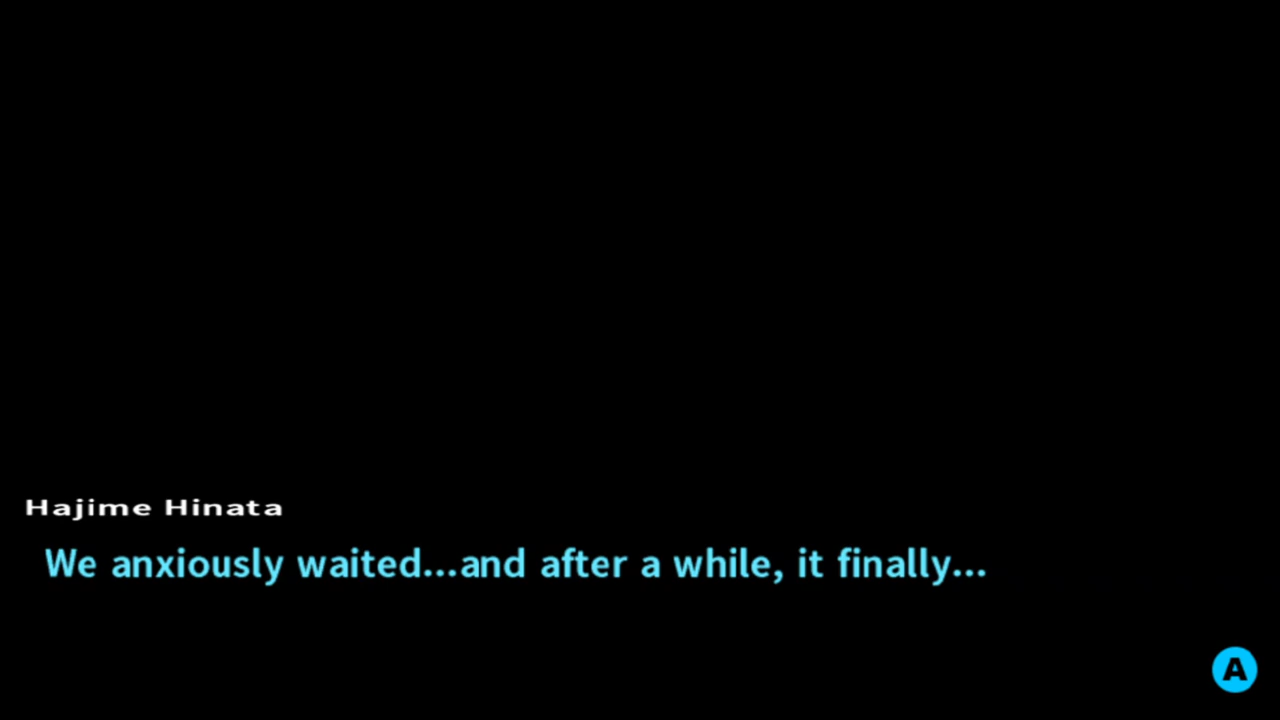 Hajime Hinata
We anxiously waited...and after a while, it finally...
A